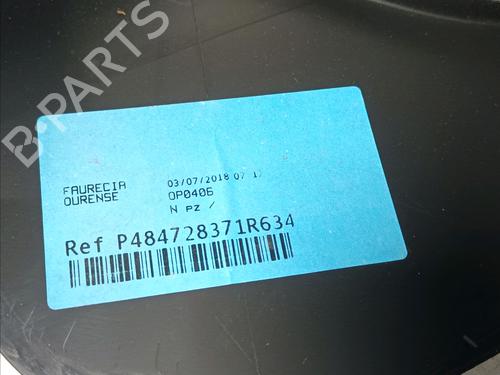 B-PARTS
FAURECIA 03/07/2018 07:1
OURENSE OP0406
N pz /
Ref P484728371R634